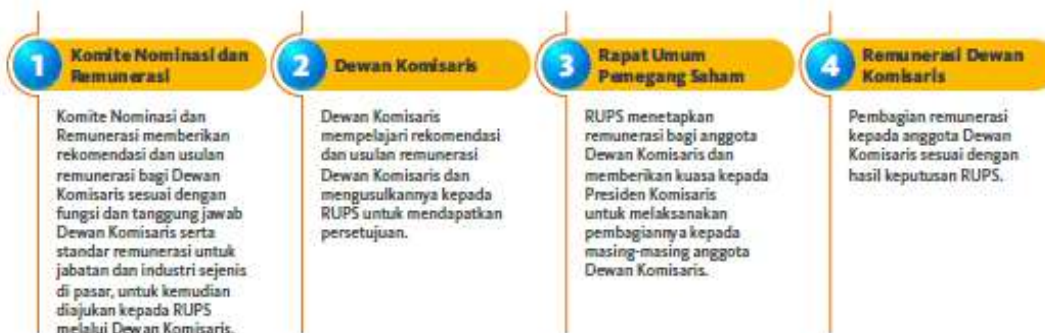 1
Komite Nominasi dan
Remunerasi
Komite Nominasi dan
Remunerasi memberikan
rekomendasi dan usulan
remunerasi bagi Dewan
Komisaris sesuai dengan
fungsi dan tanggung jawab
Dewan Komisaris serta
standar remunerasi untuk
jabatan dan industri sejenis
di pasar, untuk kemudian
diajukan kepada RUPS
melalui Dewan Komisaris.
2
Dewan Komisaris
Dewan Komisaris
mempelajari rekomendasi
dan usulan remunerasi
Dewan Komisaris dan
mengusulkannya kepada
RUPS untuk mendapatkan
persetujuan.
3
Rapat Umum
Pemegang Saham
RUPS menetapkan
remunerasi bagi anggota
Dewan Komisaris dan
memberikan kuasa kepada
Presiden Komisaris
untuk melaksanakan
pembagiannya kepada
masing-masing anggota
Dewan Komisaris.
4
Remunerasi Dewan
Komisaris
Pembagian remunerasi
kepada anggota Dewan
Komisaris sesuai dengan
hasil keputusan RUPS.